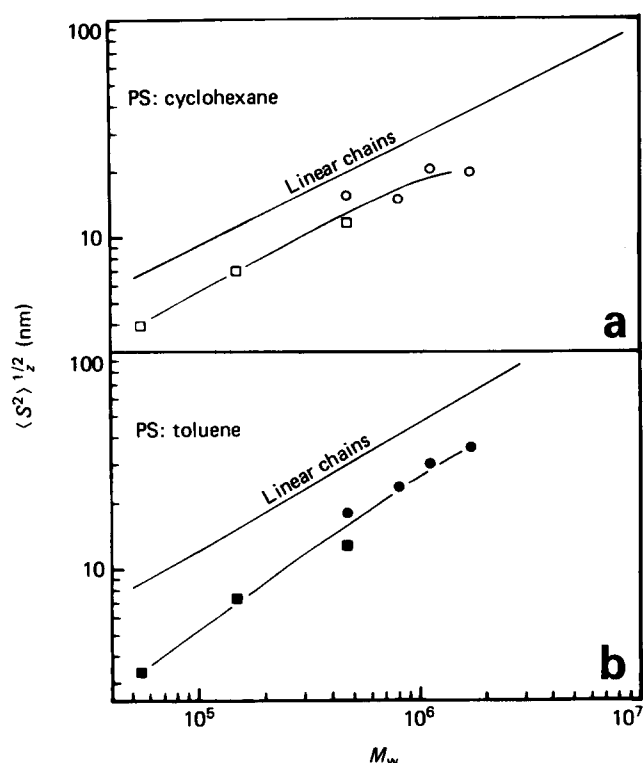 100
PS: cyclohexane
Linear chains
10
a
⟨S²⟩z^1/2 (nm)
100
PS: toluene
Linear chains
10
b
10⁵
10⁶
10⁷
Mw